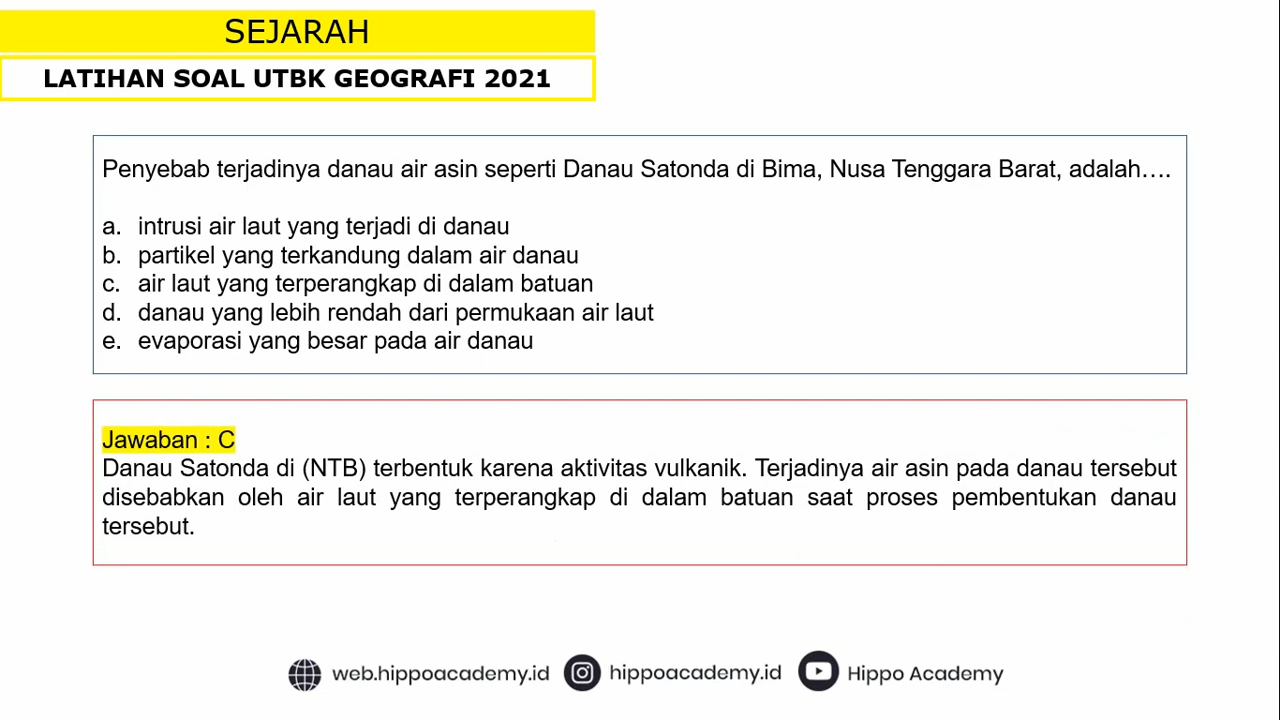 SEJARAH
LATIHAN SOAL UTBK GEOGRAFI 2021
Penyebab terjadinya danau air asin seperti Danau Satonda di Bima, Nusa Tenggara Barat, adalah….
a. intrusi air laut yang terjadi di danau
b. partikel yang terkandung dalam air danau
c. air laut yang terperangkap di dalam batuan
d. danau yang lebih rendah dari permukaan air laut
e. evaporasi yang besar pada air danau
Jawaban : C
Danau Satonda di (NTB) terbentuk karena aktivitas vulkanik. Terjadinya air asin pada danau tersebut
disebabkan oleh air laut yang terperangkap di dalam batuan saat proses pembentukan danau
tersebut.
web.hippoacademy.id hippoacademy.id Hippo Academy